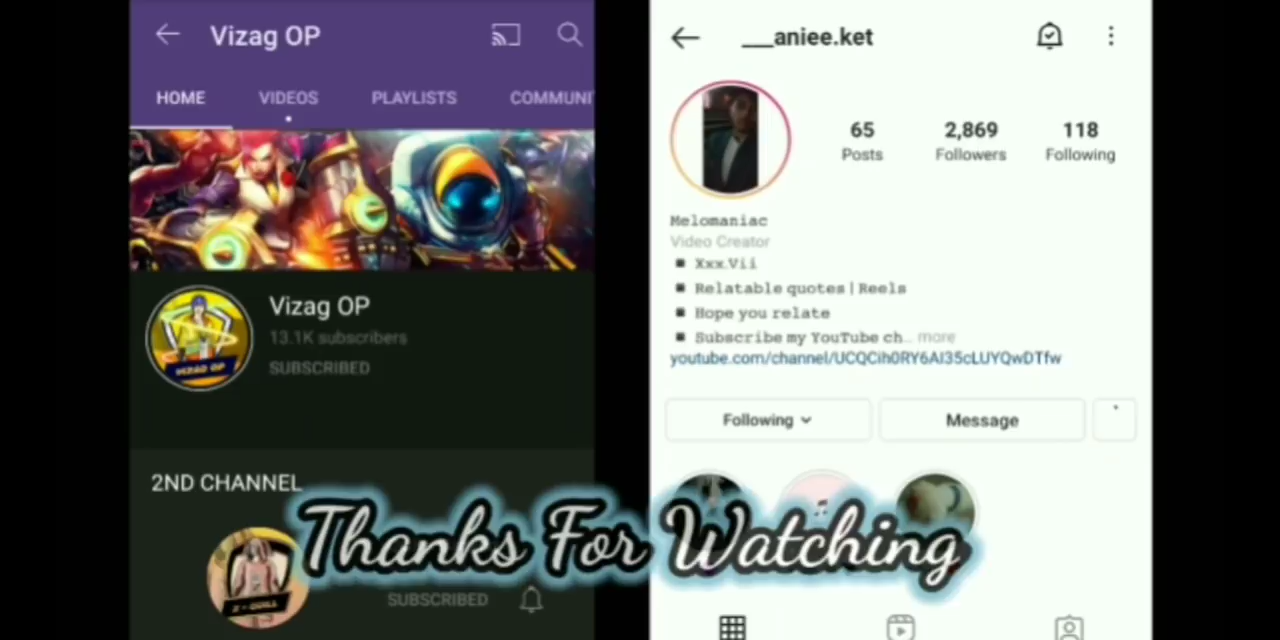 Vizag OP
HOME VIDEOS PLAYLISTS COMMUNI
VIZAG OP
Vizag OP
13.1K subscribers
SUBSCRIBED
2ND CHANNEL
SUBSCRIBED
___aniee.ket
65 2,869 118
Posts Followers Following
Melomaniac
Video Creator
Xxx.Vii
Relatable quotes | Reels
Hope you relate
Subscribe my YouTube ch... more
youtube.com/channel/UCQCih0RY6AI35cLUYQwDTfw
Following Message
Thanks For Watching